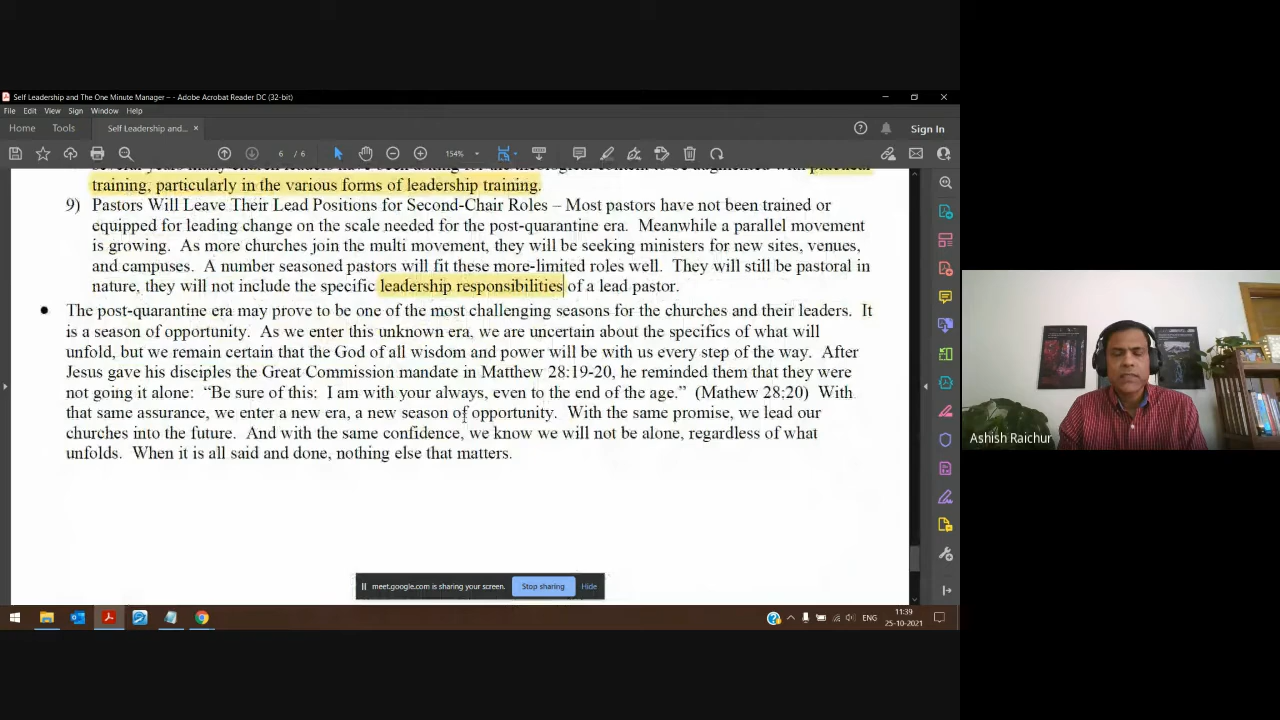 Self Leadership and The One Minute Manager - - Adobe Acrobat Reader DC (32-bit)
File Edit View Sign Window Help
Home Tools Self Leadership and... × Sign In
6 / 6 154%
training, particularly in the various forms of leadership training.
9) Pastors Will Leave Their Lead Positions for Second-Chair Roles – Most pastors have not been trained or
equipped for leading change on the scale needed for the post-quarantine era. Meanwhile a parallel movement
is growing. As more churches join the multi movement, they will be seeking ministers for new sites, venues,
and campuses. A number seasoned pastors will fit these more-limited roles well. They will still be pastoral in
nature, they will not include the specific leadership responsibilities of a lead pastor.
• The post-quarantine era may prove to be one of the most challenging seasons for the churches and their leaders. It
is a season of opportunity. As we enter this unknown era, we are uncertain about the specifics of what will
unfold, but we remain certain that the God of all wisdom and power will be with us every step of the way. After
Jesus gave his disciples the Great Commission madate in Matthew 28:19-20, he reminded them that they were
not going it alone: “Be sure of this: I am with your always, even to the end of the age.” (Mathew 28:20) With
that same assurance, we enter a new era, a new season of opportunity. With the same promise, we lead our
churches into the future. And with the same confidence, we know we will not be alone, regardless of what
unfolds. When it is all said and done, nothing else that matters.
Ashish Raichur
meet.google.com is sharing your screen. Stop sharing Hide
ENG
11:39
25-10-2021